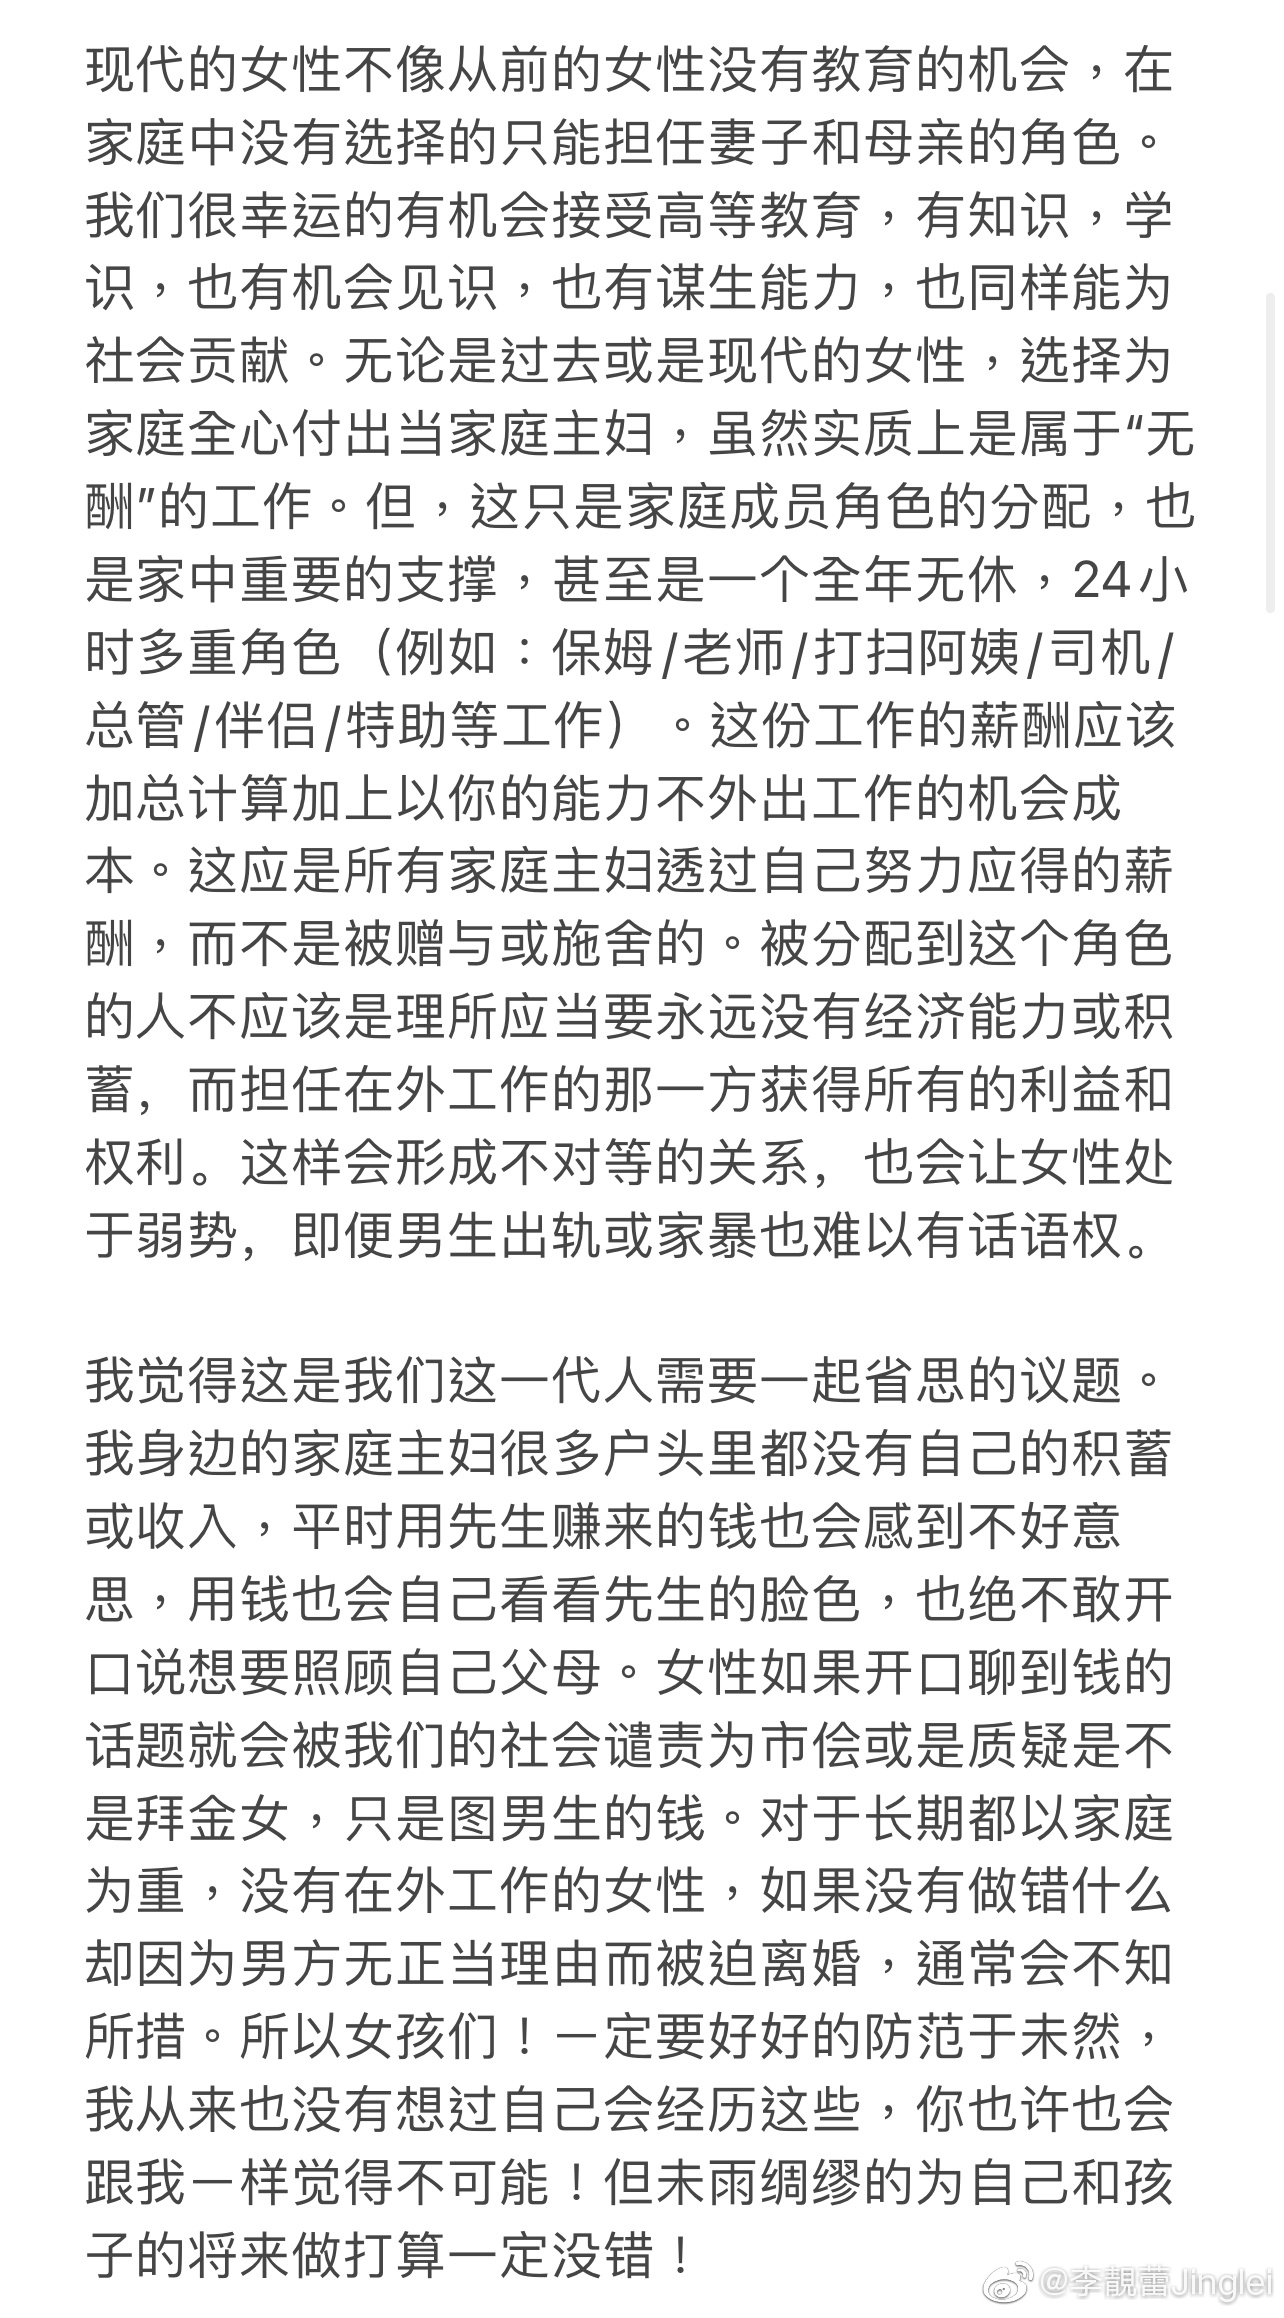 现代的女性不像从前的女性没有教育的机会，在
家庭中没有选择的只能担任妻子和母亲的角色。
我们很幸运的有机会接受高等教育，有知识，学
识，也有机会见识，也有谋生能力，也同样能为
社会贡献。无论是过去或是现代的女性，选择为
家庭全心付出当家庭主妇，虽然实质上是属于“无
酬”的工作。但，这只是家庭成员角色的分配，也
是家中重要的支撑，甚至是一个全年无休，24小
时多重角色（例如：保姆/老师/打扫阿姨/司机/
总管/伴侣/特助等工作）。这份工作的薪酬应该
加总计算加上以你的能力不外出工作的机会成
本。这应是所有家庭主妇透过自己努力应得的薪
酬，而不是被赠与或施舍的。被分配到这个角色
的人不应该是理所应当要永远没有经济能力或积
蓄，而担任在外工作的那一方获得所有的利益和
权利。这样会形成不对等的关系，也会让女性处
于弱势，即便男生出轨或家暴也难以有话语权。
我觉得这是我们这一代人需要一起省思的议题。
我身边的家庭主妇很多户头里都没有自己的积蓄
或收入，平时用先生赚来的钱也会感到不好意
思，用钱也会自己看看先生的脸色，也绝不敢开
口说想要照顾自己父母。女性如果开口聊到钱的
话题就会被我们的社会谴责为市侩或是质疑是不
是拜金女，只是图男生的钱。对于长期都以家庭
为重，没有在外工作的女性，如果没有做错什么
却因为男方无正当理由而被迫离婚，通常会不知
所措。所以女孩们！一定要好好的防范于未然，
我从来也没有想过自己会经历这些，你也许也会
跟我一样觉得不可能！但未雨绸缪的为自己和孩
子的将来做打算一定没错！
@李靓蕾Jinglei